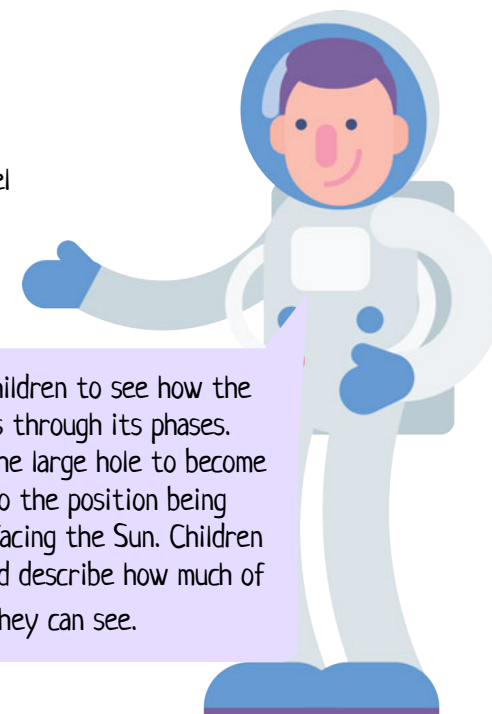 hildren to see how the
through its phases.
he large hole to become
o the position being
facing the Sun. Children
d describe how much of
hey can see.